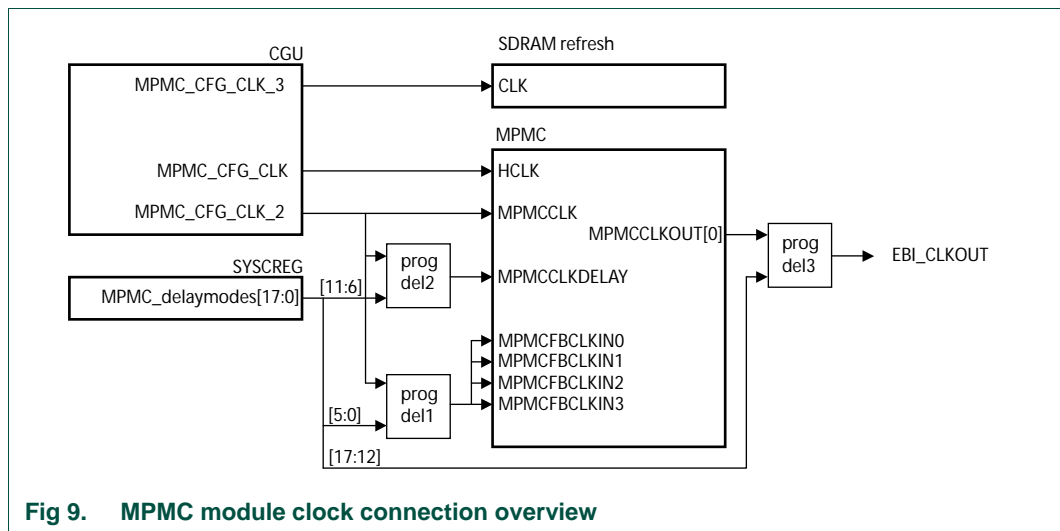 CGU
SDRAM refresh
MPMC_CFG_CLK_3
CLK
MPMC
MPMC_CFG_CLK
HCLK
MPMC_CFG_CLK_2
MPMCCLK
MPMCCLKOUT[0]
prog
del3
EBI_CLKOUT
prog
del2
MPMCCLKDELAY
SYSCREG
MPMC_delaymodes[17:0]
[11:6]
MPMCFBCLKIN0
MPMCFBCLKIN1
MPMCFBCLKIN2
MPMCFBCLKIN3
prog
del1
[5:0]
[17:12]
Fig 9. MPMC module clock connection overview